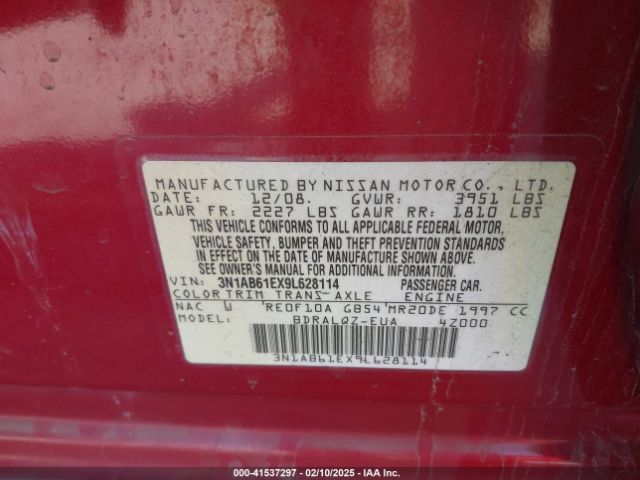 MANUFACTURED BY NISSAN MOTOR CO., LTD.
DATE: 12/08. GVWR: 3951 LBS
GAWR FR: 2227 LBS GAWR RR: 1810 LBS
THIS VEHICLE CONFORMS TO ALL APPLICABLE FEDERAL MOTOR
VEHICLE SAFETY, BUMPER AND THEFT PREVENTION STANDARDS
IN EFFECT ON THE DATE OF MANUFACTURE SHOWN ABOVE.
SEE OWNER'S MANUAL FOR ADDITIONAL INFORMATION.
VIN: 3N1AB61EX9L628114 PASSENGER CAR.
COLOR TRIM TRANS AXLE ENGINE
NAC W RE0F10A GB54 MR20DE 1997 CC
MODEL: BDRALQZ-EUA 4Z000
3N1AB61EX9L628114
000-41537297 - 02/10/2025 - IAA Inc.